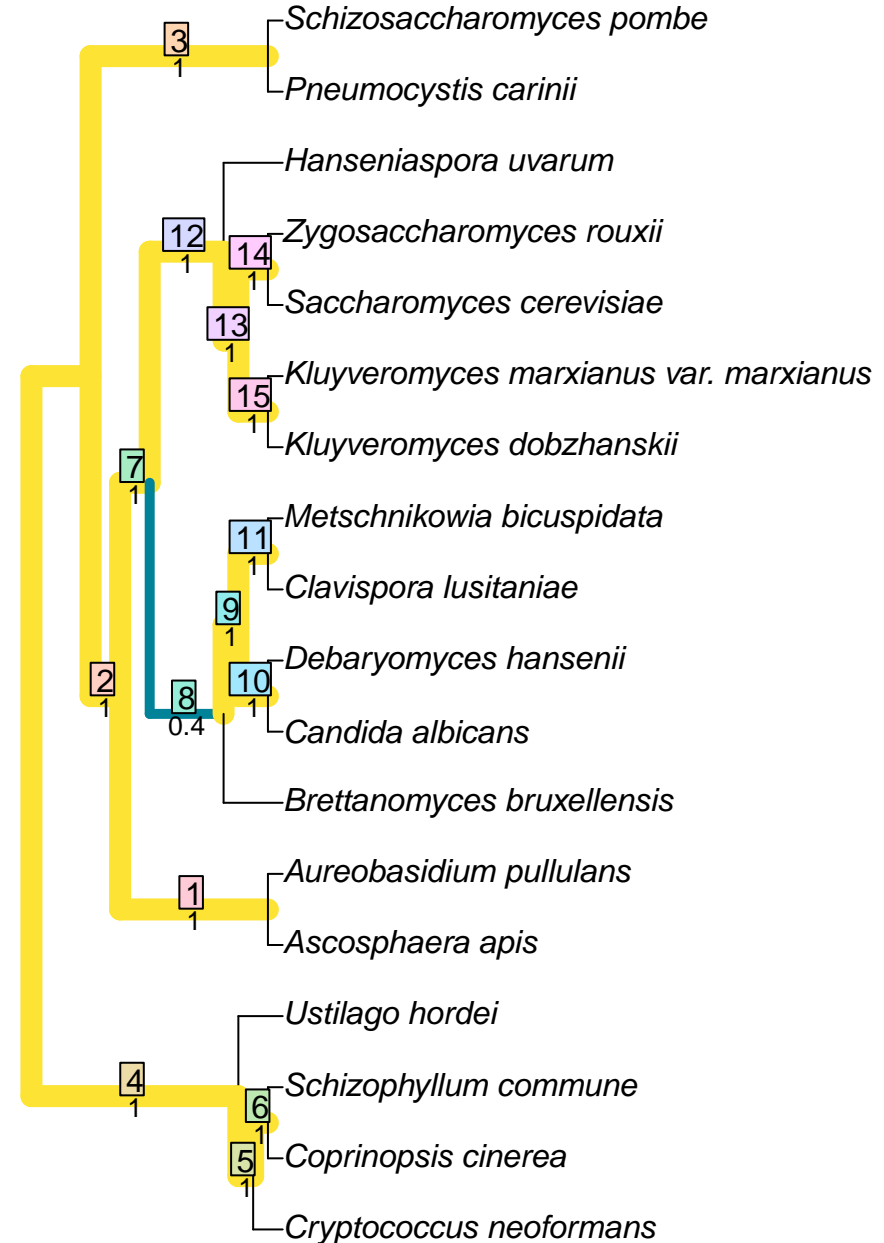 Schizosaccharomyces pombe
3
1
Pneumocystis carinii
Hanseniaspora uvarum
12
1
Zygosaccharomyces rouxii
14
1
Saccharomyces cerevisiae
13
1
Kluyveromyces marxianus var. marxianus
15
1
Kluyveromyces dobzhanskii
7
1
Metschnikowia bicuspidata
11
1
Clavispora lusitaniae
9
1
Debaryomyces hansenii
2
1
8
0.4
10
1
Candida albicans
Brettanomyces bruxellensis
Aureobasidium pullulans
1
1
Ascosphaera apis
Ustilago hordei
4
1
Schizophyllum commune
6
1
Coprinopsis cinerea
5
1
Cryptococcus neoformans